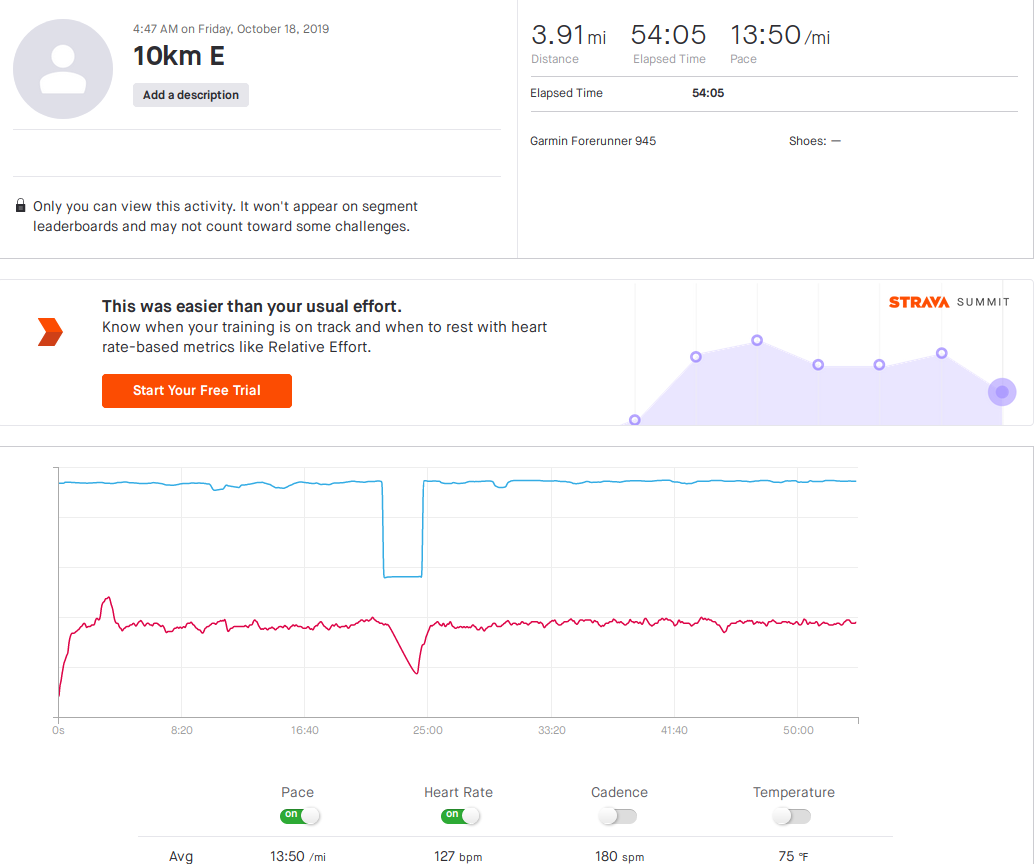 4:47 AM on Friday, October 18, 2019
10km E
Add a description
Only you can view this activity. It won't appear on segment
leaderboards and may not count toward some challenges.
3.91 mi 54:05 13:50 /mi
Distance Elapsed Time Pace
Elapsed Time 54:05
Garmin Forerunner 945 Shoes: —
This was easier than your usual effort.
Know when your training is on track and when to rest with heart
rate-based metrics like Relative Effort.
Start Your Free Trial
STRAVA SUMMIT
0s 8:20 16:40 25:00 33:20 41:40 50:00
Pace Heart Rate Cadence Temperature
on on
Avg 13:50 /mi 127 bpm 180 spm 75 °F